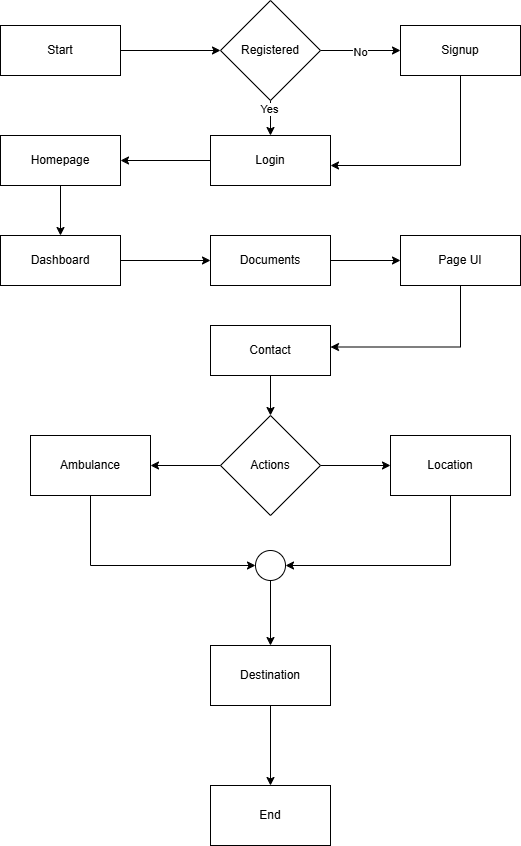 Start
Registered
No
Signup
Yes
Homepage
Login
Dashboard
Documents
Page UI
Contact
Ambulance
Actions
Location
Destination
End